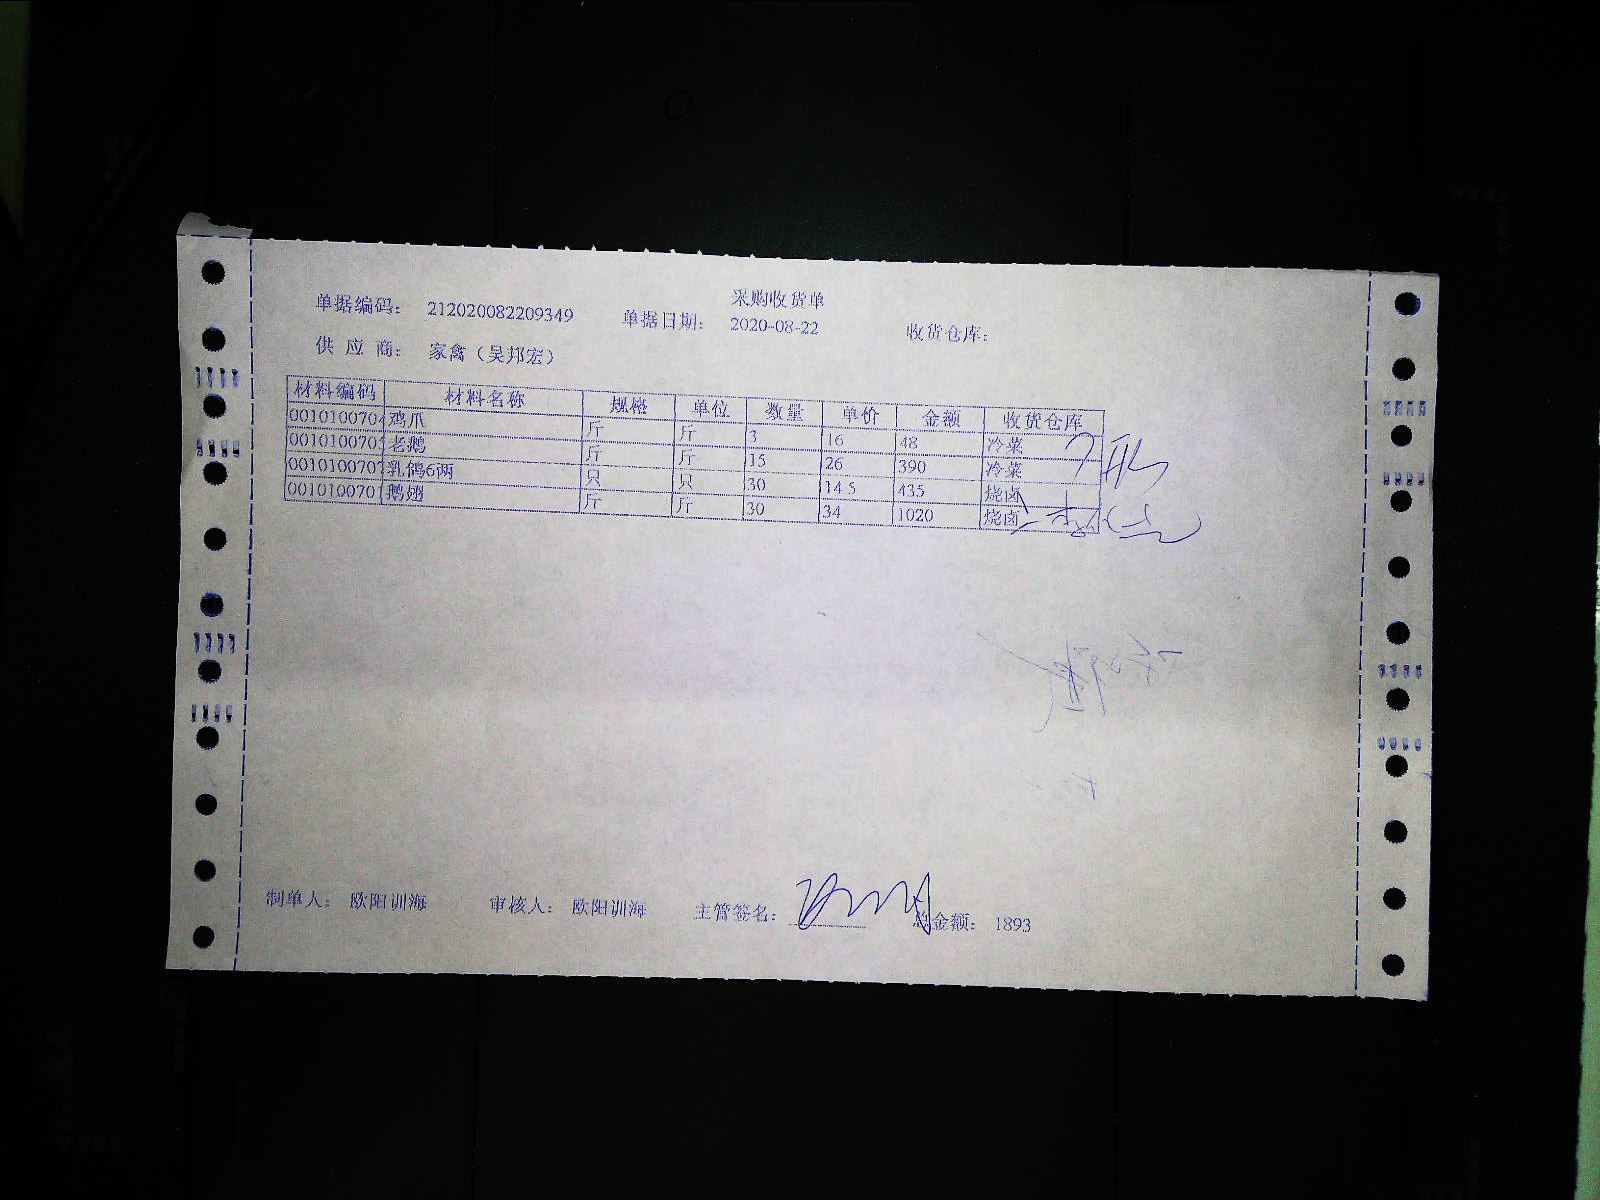 采购收货单
单据编码： 212020082209349 单据日期： 2020-08-22 收货仓库：
供 应 商： 家禽（吴邦宏）
材料编码 材料名称 规格 单位 数量 单价 金额 收货仓库
0010100704 鸡爪 斤 斤 3 16 48 冷菜
001010070 老鹅 斤 斤 15 26 390 冷菜
001010070 乳鸽6两 只 只 30 14.5 435 烧卤
001010070 鹅翅 斤 斤 30 34 1020 烧卤
制单人： 欧阳训海 审核人： 欧阳训海 主管签名： 总金额： 1893